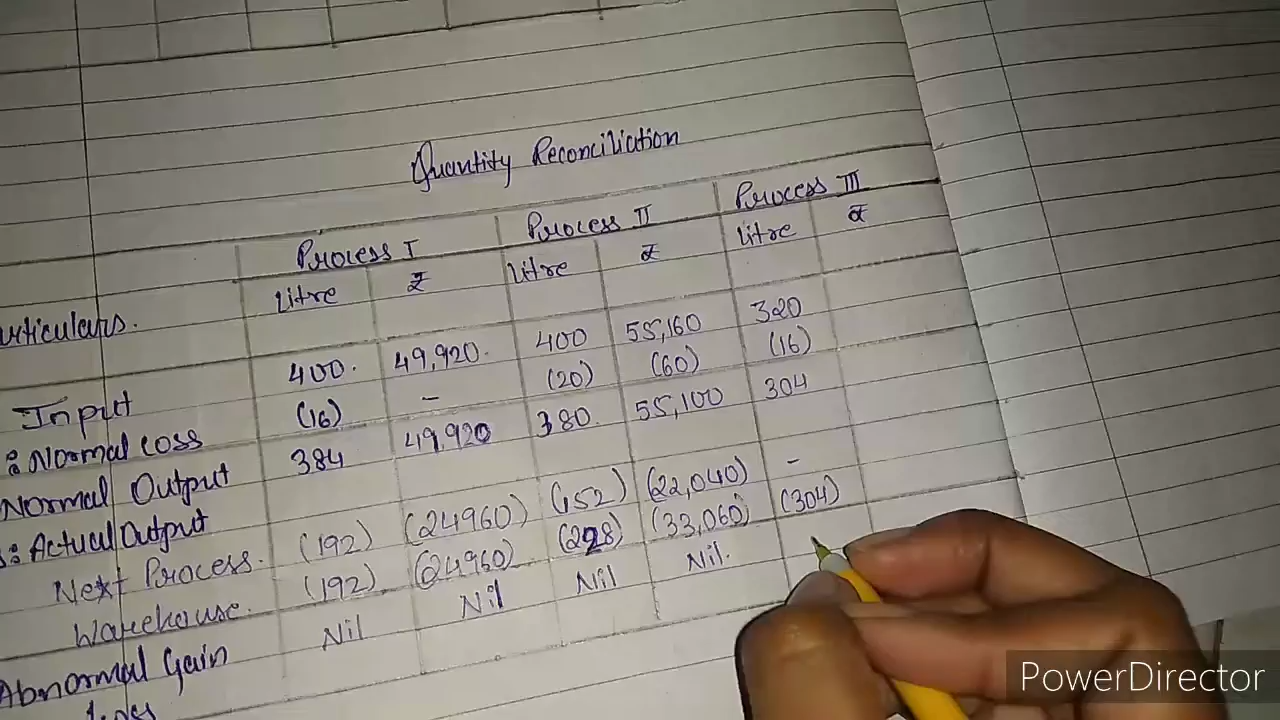 Quantity Reconciliation
Process I Process II Process III
Litre ₹ Litre ₹ Litre ₹
Input 400. 49,920. 400 55,160 320
: Normal Loss (16) – (20) (60) (16)
Normal Output 384 49,920 380. 55,100 304
: Actual Output
Next Process. (192) (24960) (152) (22,040) –
Warehouse. (192) (24960) (228) (33,060) (304)
Abnormal Gain Nil Nil Nil Nil.
PowerDirector